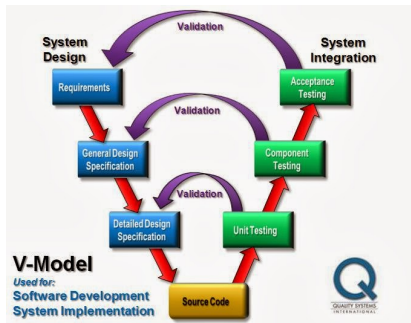 System
Design
Validation
System
Integration
Requirements
Acceptance
Testing
Validation
General Design
Specification
Component
Testing
Validation
Detailed Design
Specification
Unit Testing
V-Model
Used for:
Software Development
System Implementation
Source Code
Q
QUALITY SYSTEMS
INTERNATIONAL